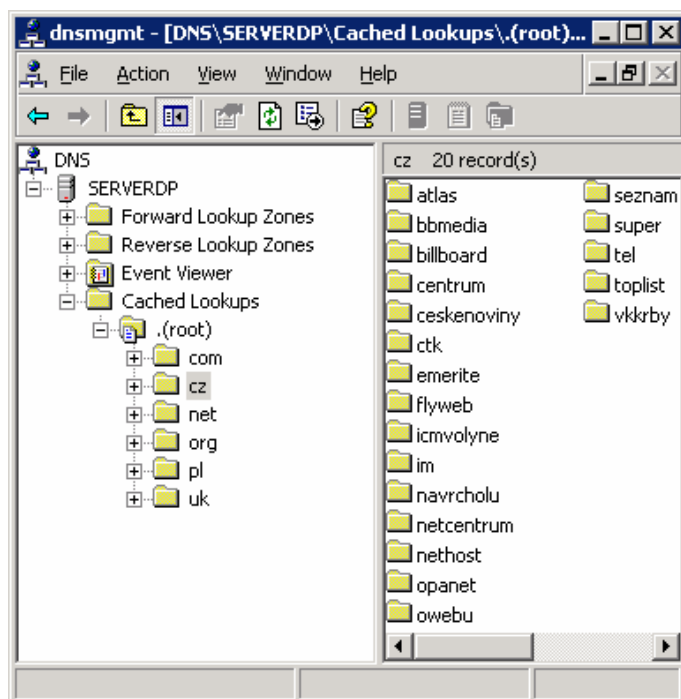 dnsmgmt - [DNS\SERVERDP\Cached Lookups\.(root)...
File Action View Window Help
DNS
SERVERDP
Forward Lookup Zones
Reverse Lookup Zones
Event Viewer
Cached Lookups
.(root)
com
cz
net
org
pl
uk
cz 20 record(s)
atlas
bbmedia
billboard
centrum
ceskenoviny
ctk
emerite
flyweb
icmvolyne
im
navrcholu
netcentrum
nethost
opanet
owebu
seznam
super
tel
toplist
vkkrby